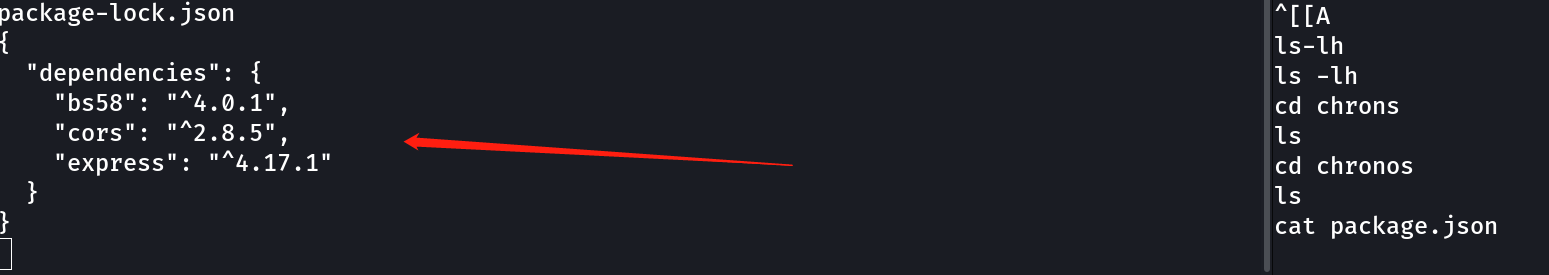 package-lock.json
{
"dependencies": {
"bs58": "^4.0.1",
"cors": "^2.8.5",
"express": "^4.17.1"
}
}
^[[A
ls-lh
ls -lh
cd chrons
ls
cd chronos
ls
cat package.json